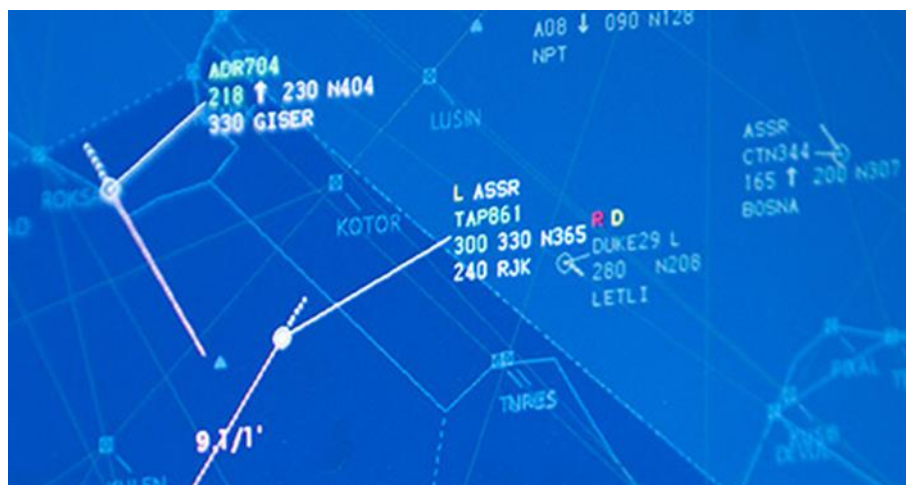 A08 ↓ 090 N128
NPT
ADR704
218 ↑ 230 N404
330 GISER
LUSIN
ASSR
CTN344
165 ↑ 200 N307
BOSNA
L ASSR
TAP861
300 330 N365
240 RJK
R D
DUKE29 L
280 N208
LETLI
KOTOR
9.1/1'